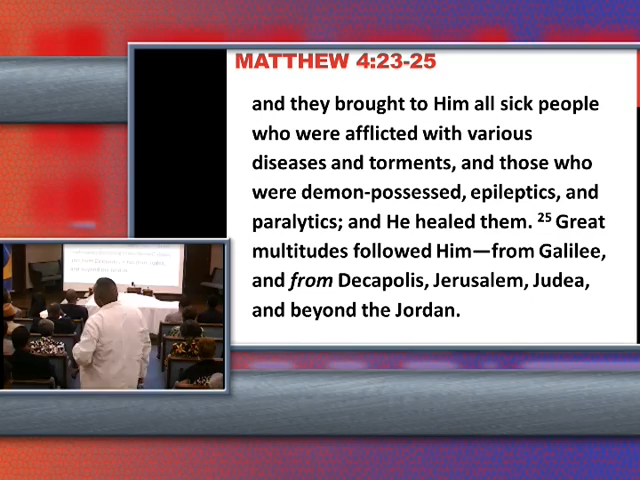 MATTHEW 4:23-25
and they brought to Him all sick people
who were afflicted with various
diseases and torments, and those who
were demon-possessed, epileptics, and
paralytics; and He healed them. 25 Great
multitudes followed Him—from Galilee,
and from Decapolis, Jerusalem, Judea,
and beyond the Jordan.